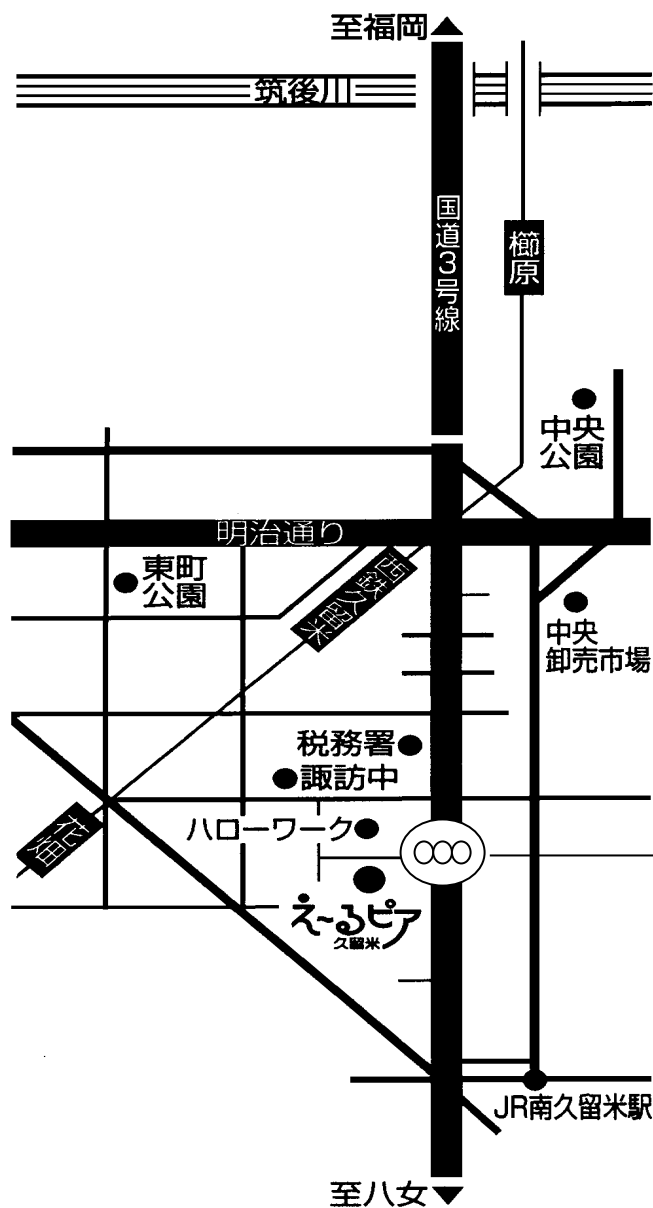 至福岡
筑後川
国道3号線
櫛原
中央
公園
明治通り
東町
公園
西鉄久留米
中央
卸売市場
税務署
諏訪中
ハローワーク
花畑
え〜るピア
久留米
JR南久留米駅
至八女